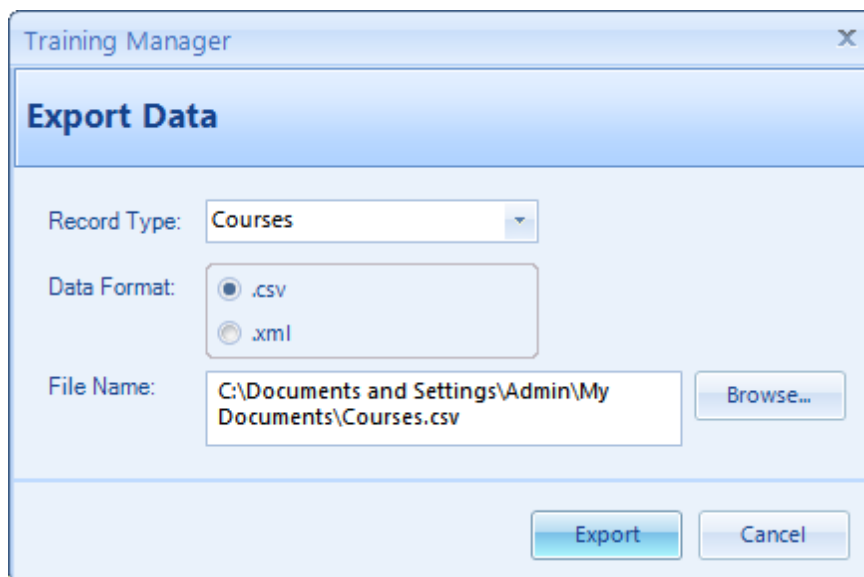 Training Manager
Export Data
Record Type: Courses
Data Format: .csv
.xml
File Name: C:\Documents and Settings\Admin\My
Documents\Courses.csv
Browse...
Export Cancel